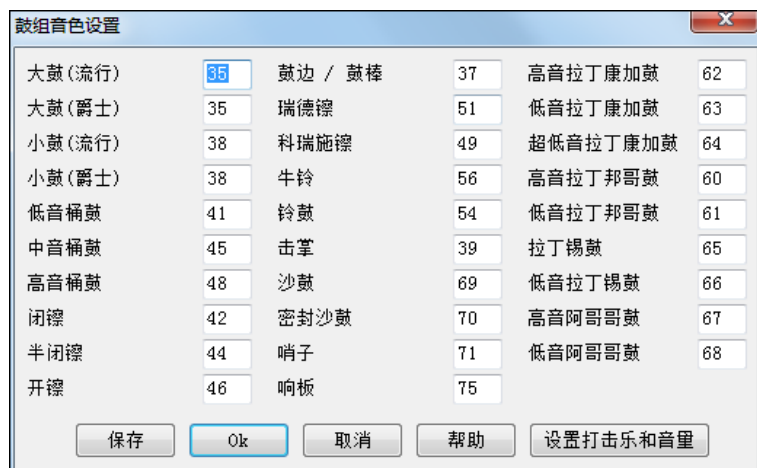 鼓组音色设置
大鼓(流行) 35 鼓边 / 鼓棒 37 高音拉丁康加鼓 62
大鼓(爵士) 35 瑞德镲 51 低音拉丁康加鼓 63
小鼓(流行) 38 科瑞施镲 49 超低音拉丁康加鼓 64
小鼓(爵士) 38 牛铃 56 高音拉丁邦哥鼓 60
低音桶鼓 41 铃鼓 54 低音拉丁邦哥鼓 61
中音桶鼓 45 击掌 39 拉丁锡鼓 65
高音桶鼓 48 沙鼓 69 低音拉丁锡鼓 66
闭镲 42 密封沙鼓 70 高音阿哥哥鼓 67
半闭镲 44 哨子 71 低音阿哥哥鼓 68
开镲 46 响板 75
保存 Ok 取消 帮助 设置打击乐和音量